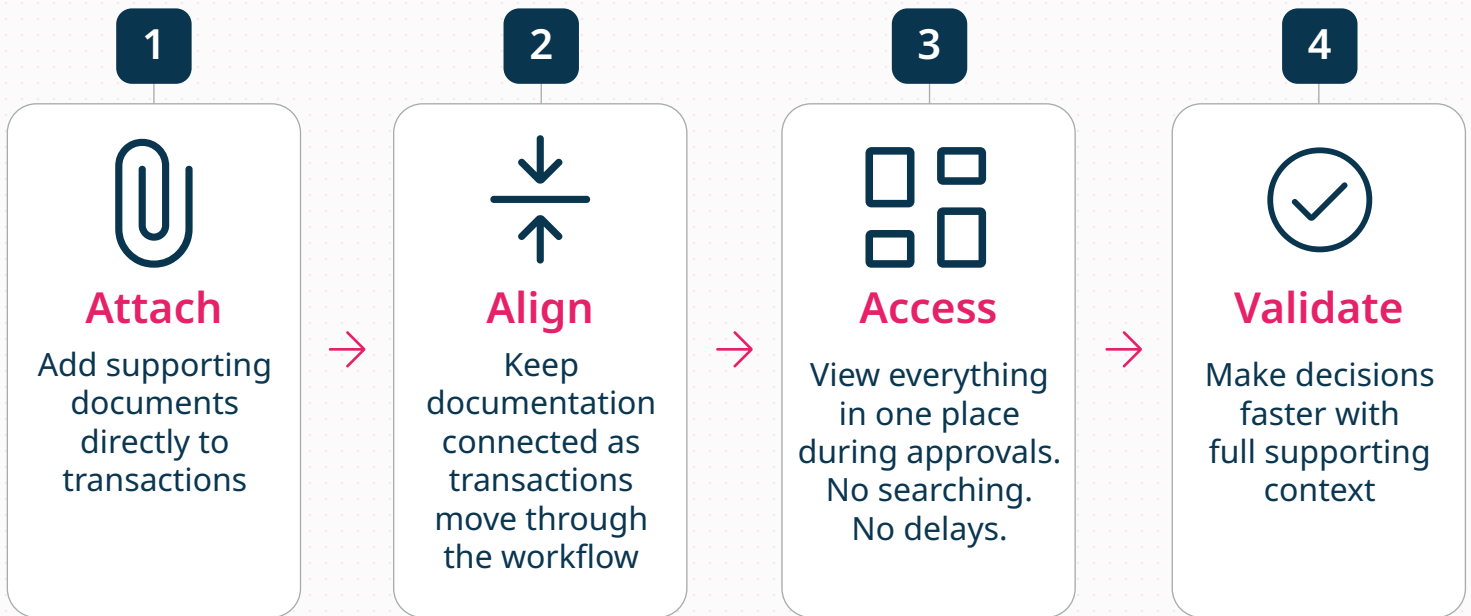 1
Attach
Add supporting
documents
directly to
transactions
2
Align
Keep
documentation
connected as
transactions
move through
the workflow
3
Access
View everything
in one place
during approvals.
No searching.
No delays.
4
Validate
Make decisions
faster with
full supporting
context